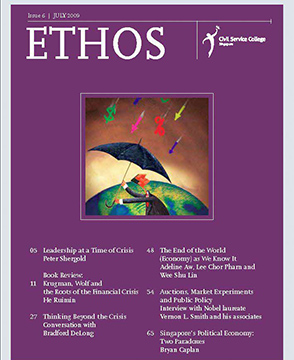 Issue 6 | JULY 2009
ETHOS
Civil Service College
Singapore
05 Leadership at a Time of Crisis
Peter Shergold
Book Review:
11 Krugman, Wolf and
the Roots of the Financial Crisis
He Ruimin
27 Thinking Beyond the Crisis
Conversation with
Bradford DeLong
48 The End of the World
(Economy) as We Know It
Adeline Aw, Lee Chor Pharn and
Wee Shu Lin
54 Auctions, Market Experiments
and Public Policy
Interview with Nobel laureate
Vernon L. Smith and his associates
65 Singapore's Political Economy:
Two Paradoxes
Bryan Caplan